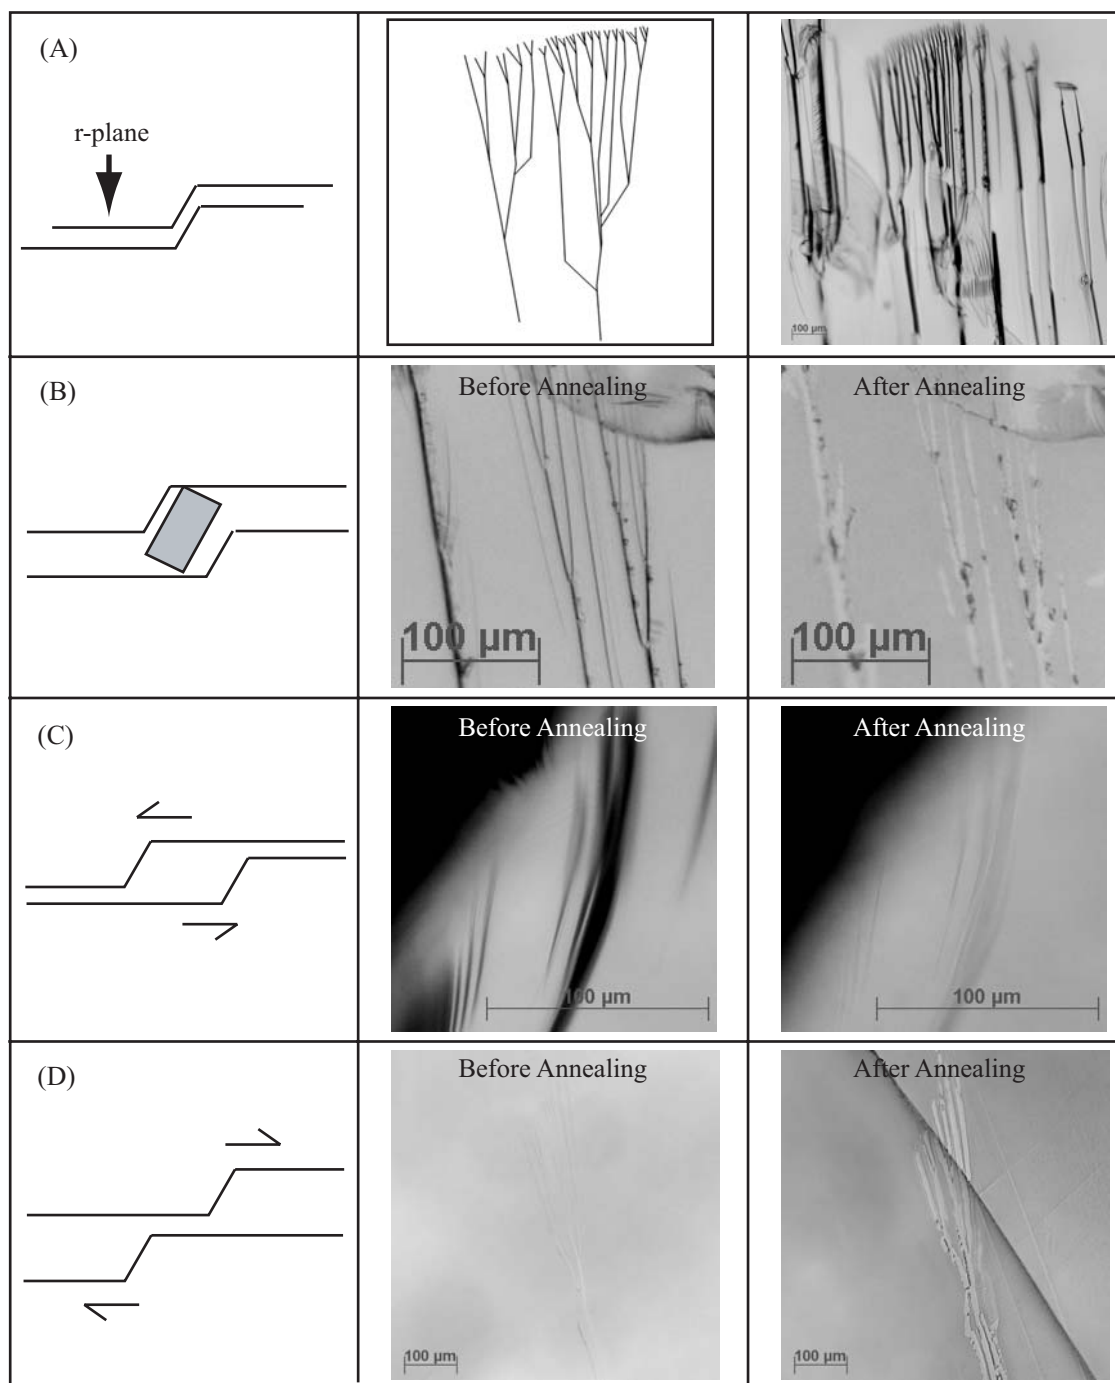 (A)
r-plane
100 µm
(B)
Before Annealing
After Annealing
100 µm
100 µm
(C)
Before Annealing
After Annealing
100 µm
100 µm
(D)
Before Annealing
After Annealing
100 µm
100 µm